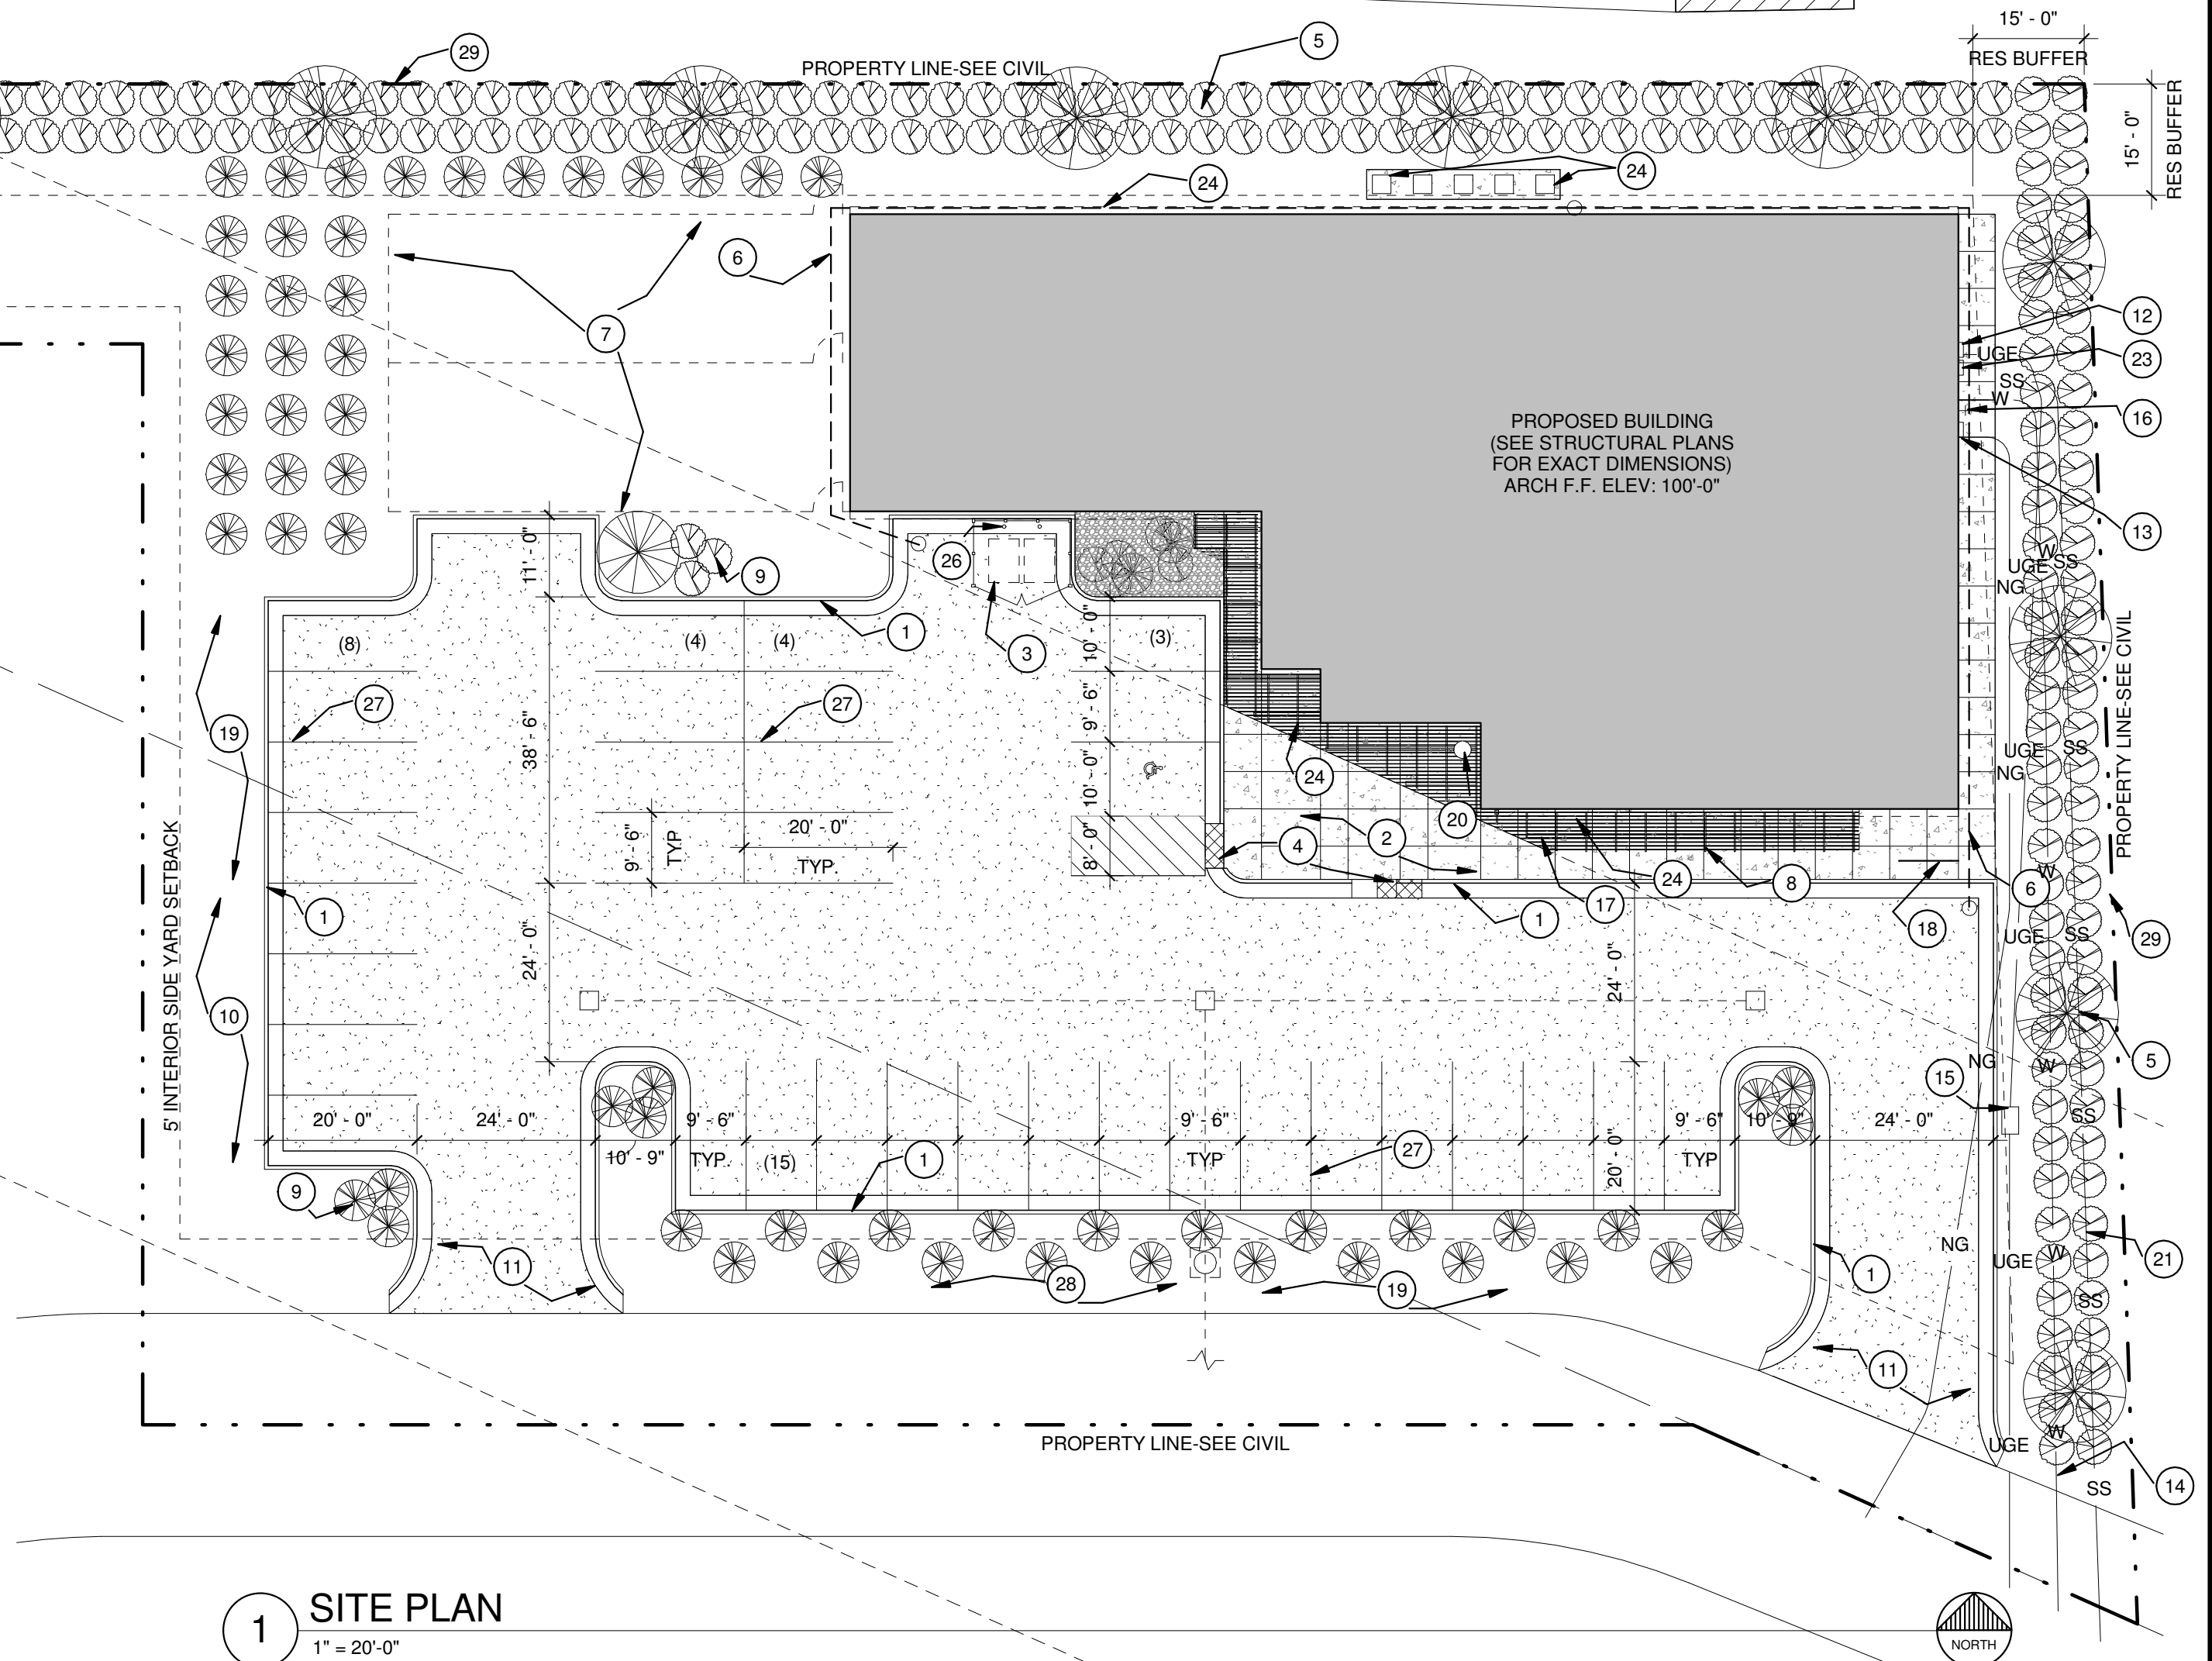 15' - 0"
RES BUFFER
29
PROPERTY LINE-SEE CIVIL
5
15' - 0"
RES BUFFER
24
24
6
7
12
UGE
23
SS
W
16
PROPOSED BUILDING
(SEE STRUCTURAL PLANS
FOR EXACT DIMENSIONS)
ARCH F.F. ELEV: 100'-0"
13
11' - 0"
26
9
W
UGE
SS
NG
1
3
10' - 0"
(8)
(4)
(4)
(3)
27
27
19
38' - 6"
9' - 6"
PROPERTY LINE-SEE CIVIL
UGE
SS
NG
10' - 0"
24
20
9' - 6"
TYP
20' - 0"
TYP.
8' - 0"
4
2
24
8
6
W
1
17
1
18
5' INTERIOR SIDE YARD SETBACK
24' - 0"
24' - 0"
UGE
SS
29
10
NG
W
5
15
20' - 0"
24' - 0"
9' - 6"
9' - 6"
9' - 6"
10' - 9"
24' - 0"
SS
10' - 9"
TYP.
(15)
1
TYP
27
20' - 0"
TYP
9
11
28
19
NG
UGE
W
21
1
SS
11
PROPERTY LINE-SEE CIVIL
UGE
W
14
SS
1
SITE PLAN
1" = 20'-0"
NORTH